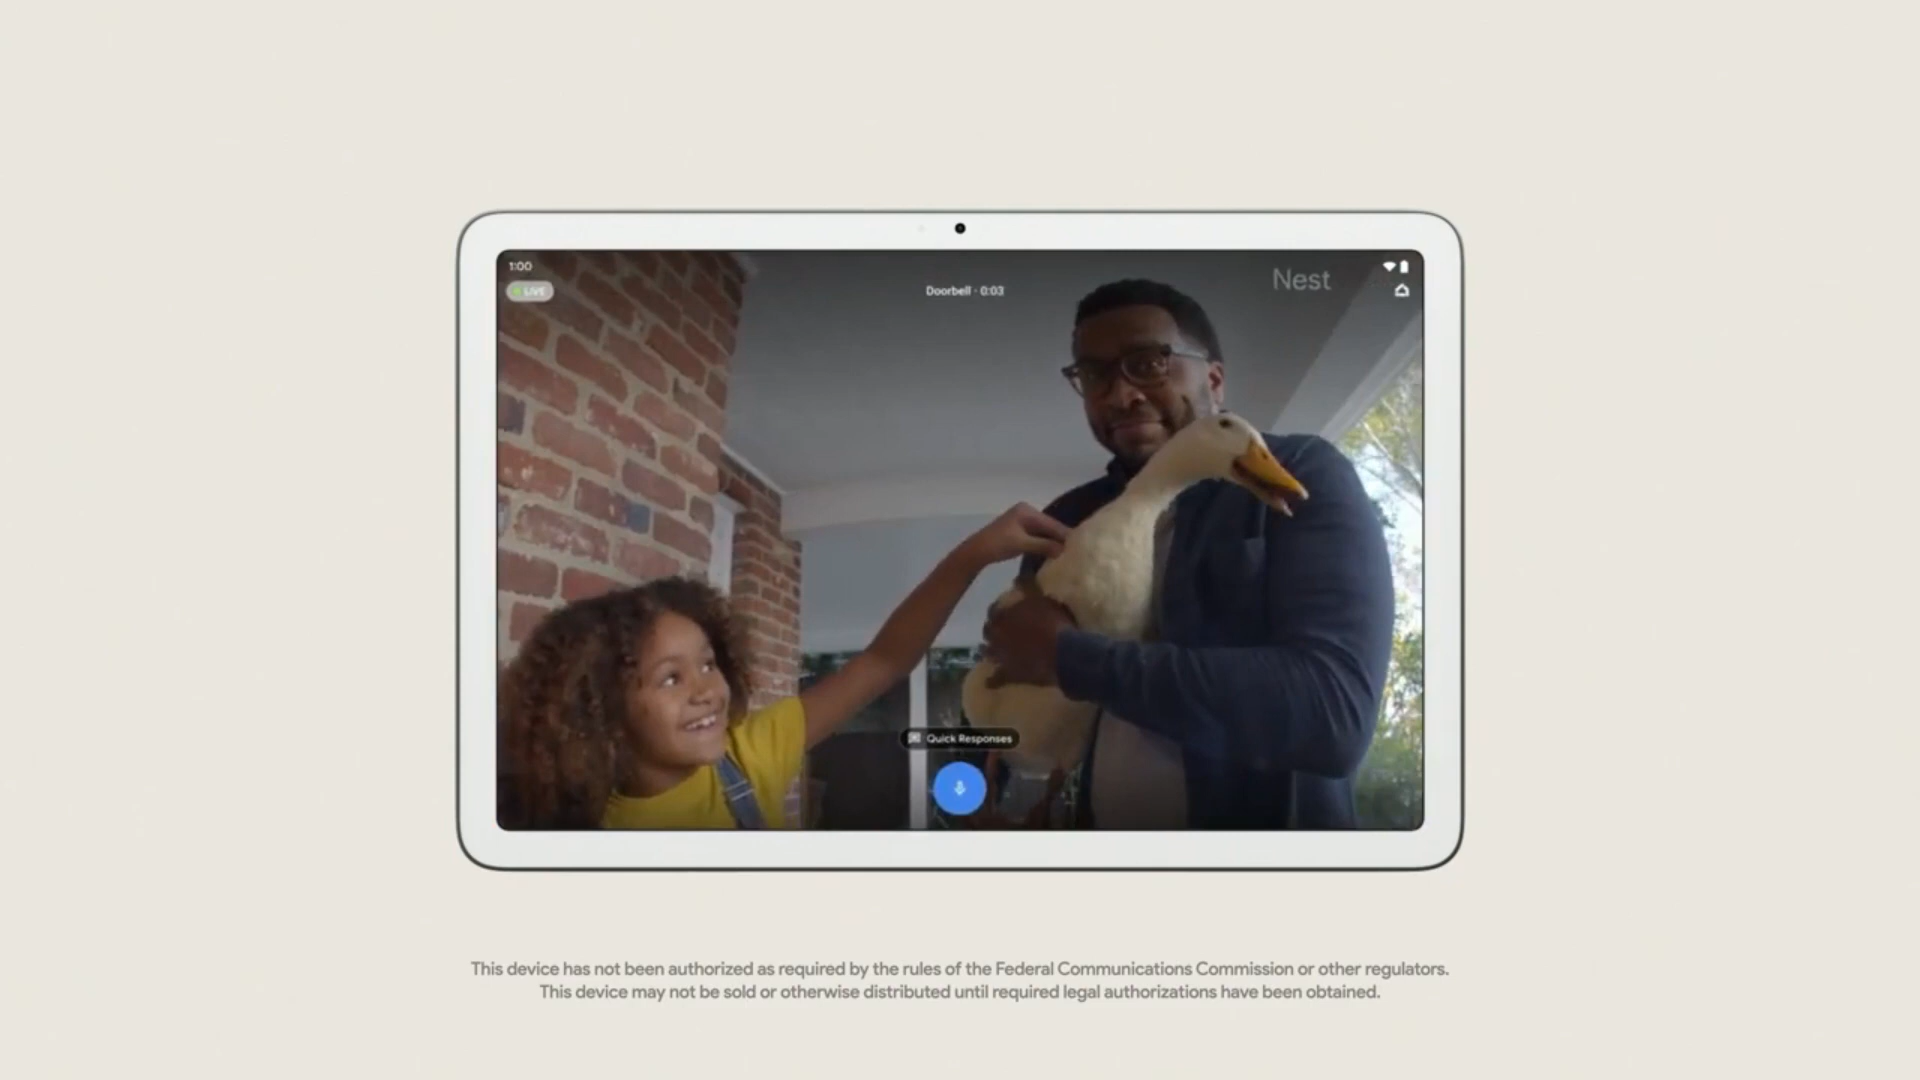 1:00
LIVE
Doorbell · 0:03
Nest
Quick Responses
This device has not been authorized as required by the rules of the Federal Communications Commission or other regulators.
This device may not be sold or otherwise distributed until required legal authorizations have been obtained.